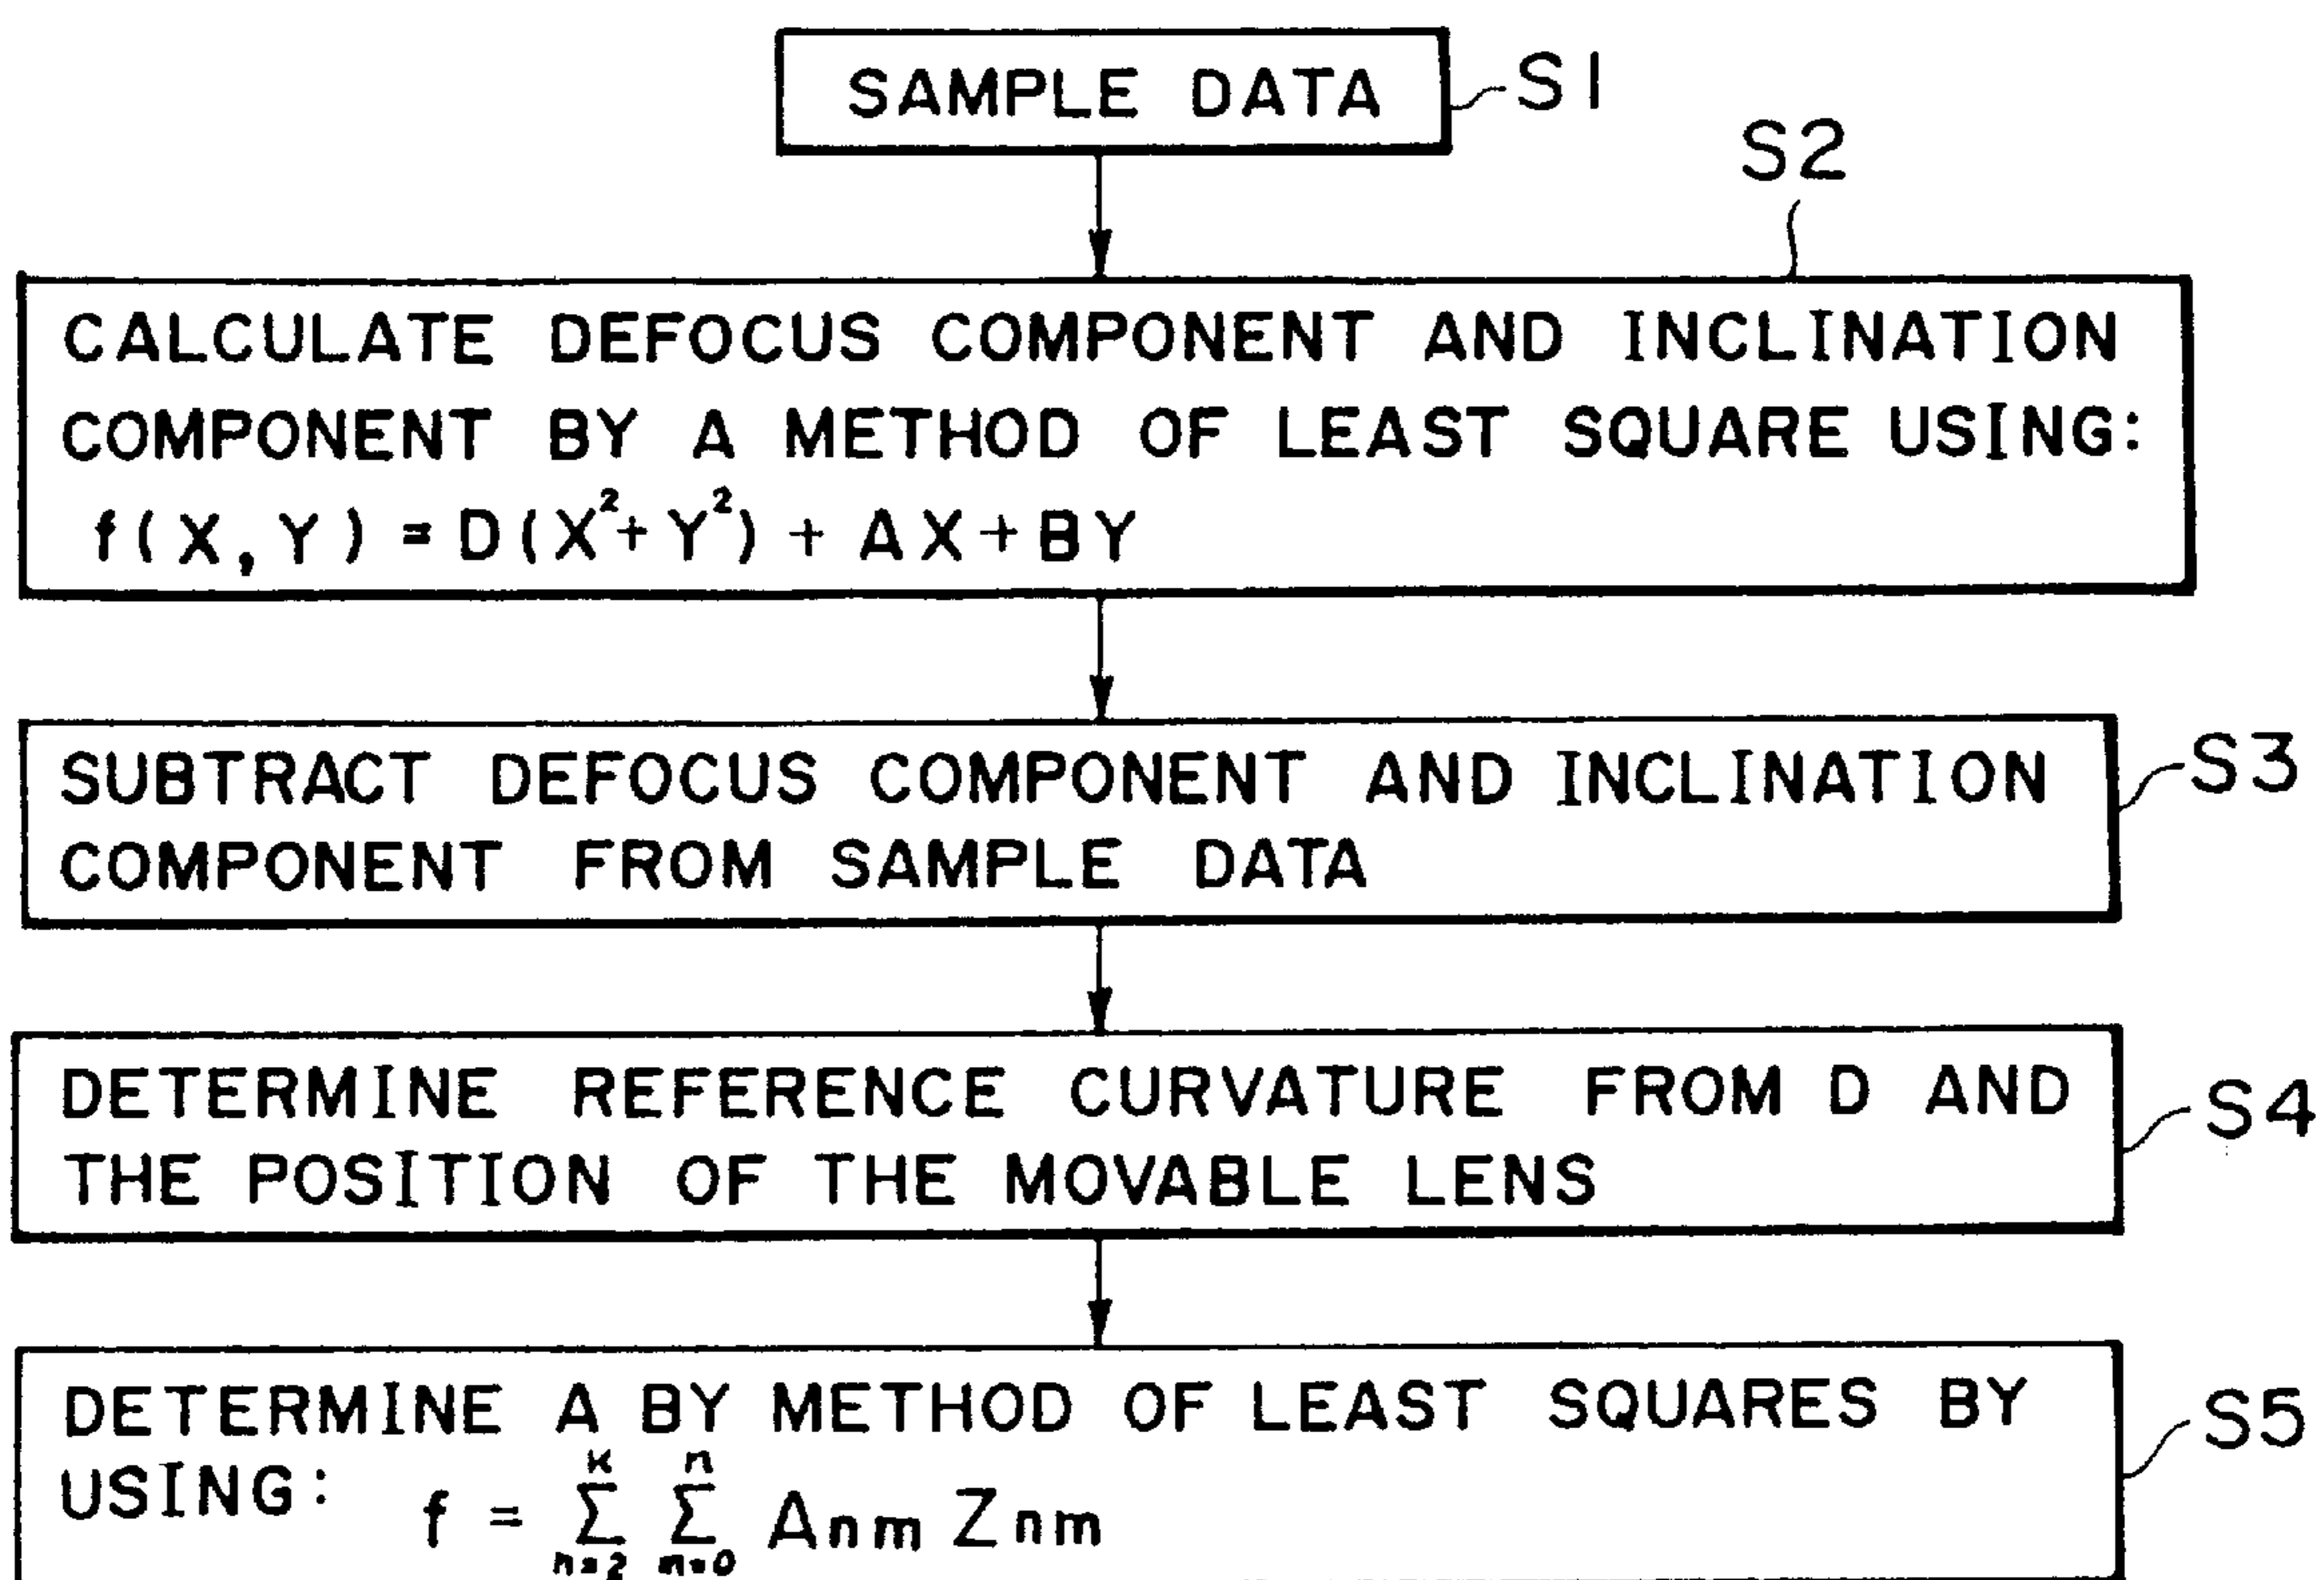 SAMPLE DATA
S1
S2
CALCULATE DEFOCUS COMPONENT AND INCLINATION
COMPONENT BY A METHOD OF LEAST SQUARE USING:
f(X,Y) = D(X²+Y²) + AX+BY
SUBTRACT DEFOCUS COMPONENT AND INCLINATION
COMPONENT FROM SAMPLE DATA
S3
DETERMINE REFERENCE CURVATURE FROM D AND
THE POSITION OF THE MOVABLE LENS
S4
DETERMINE A BY METHOD OF LEAST SQUARES BY
S5
K n
USING: f = Σ Σ Anm Znm
n=2 m=0